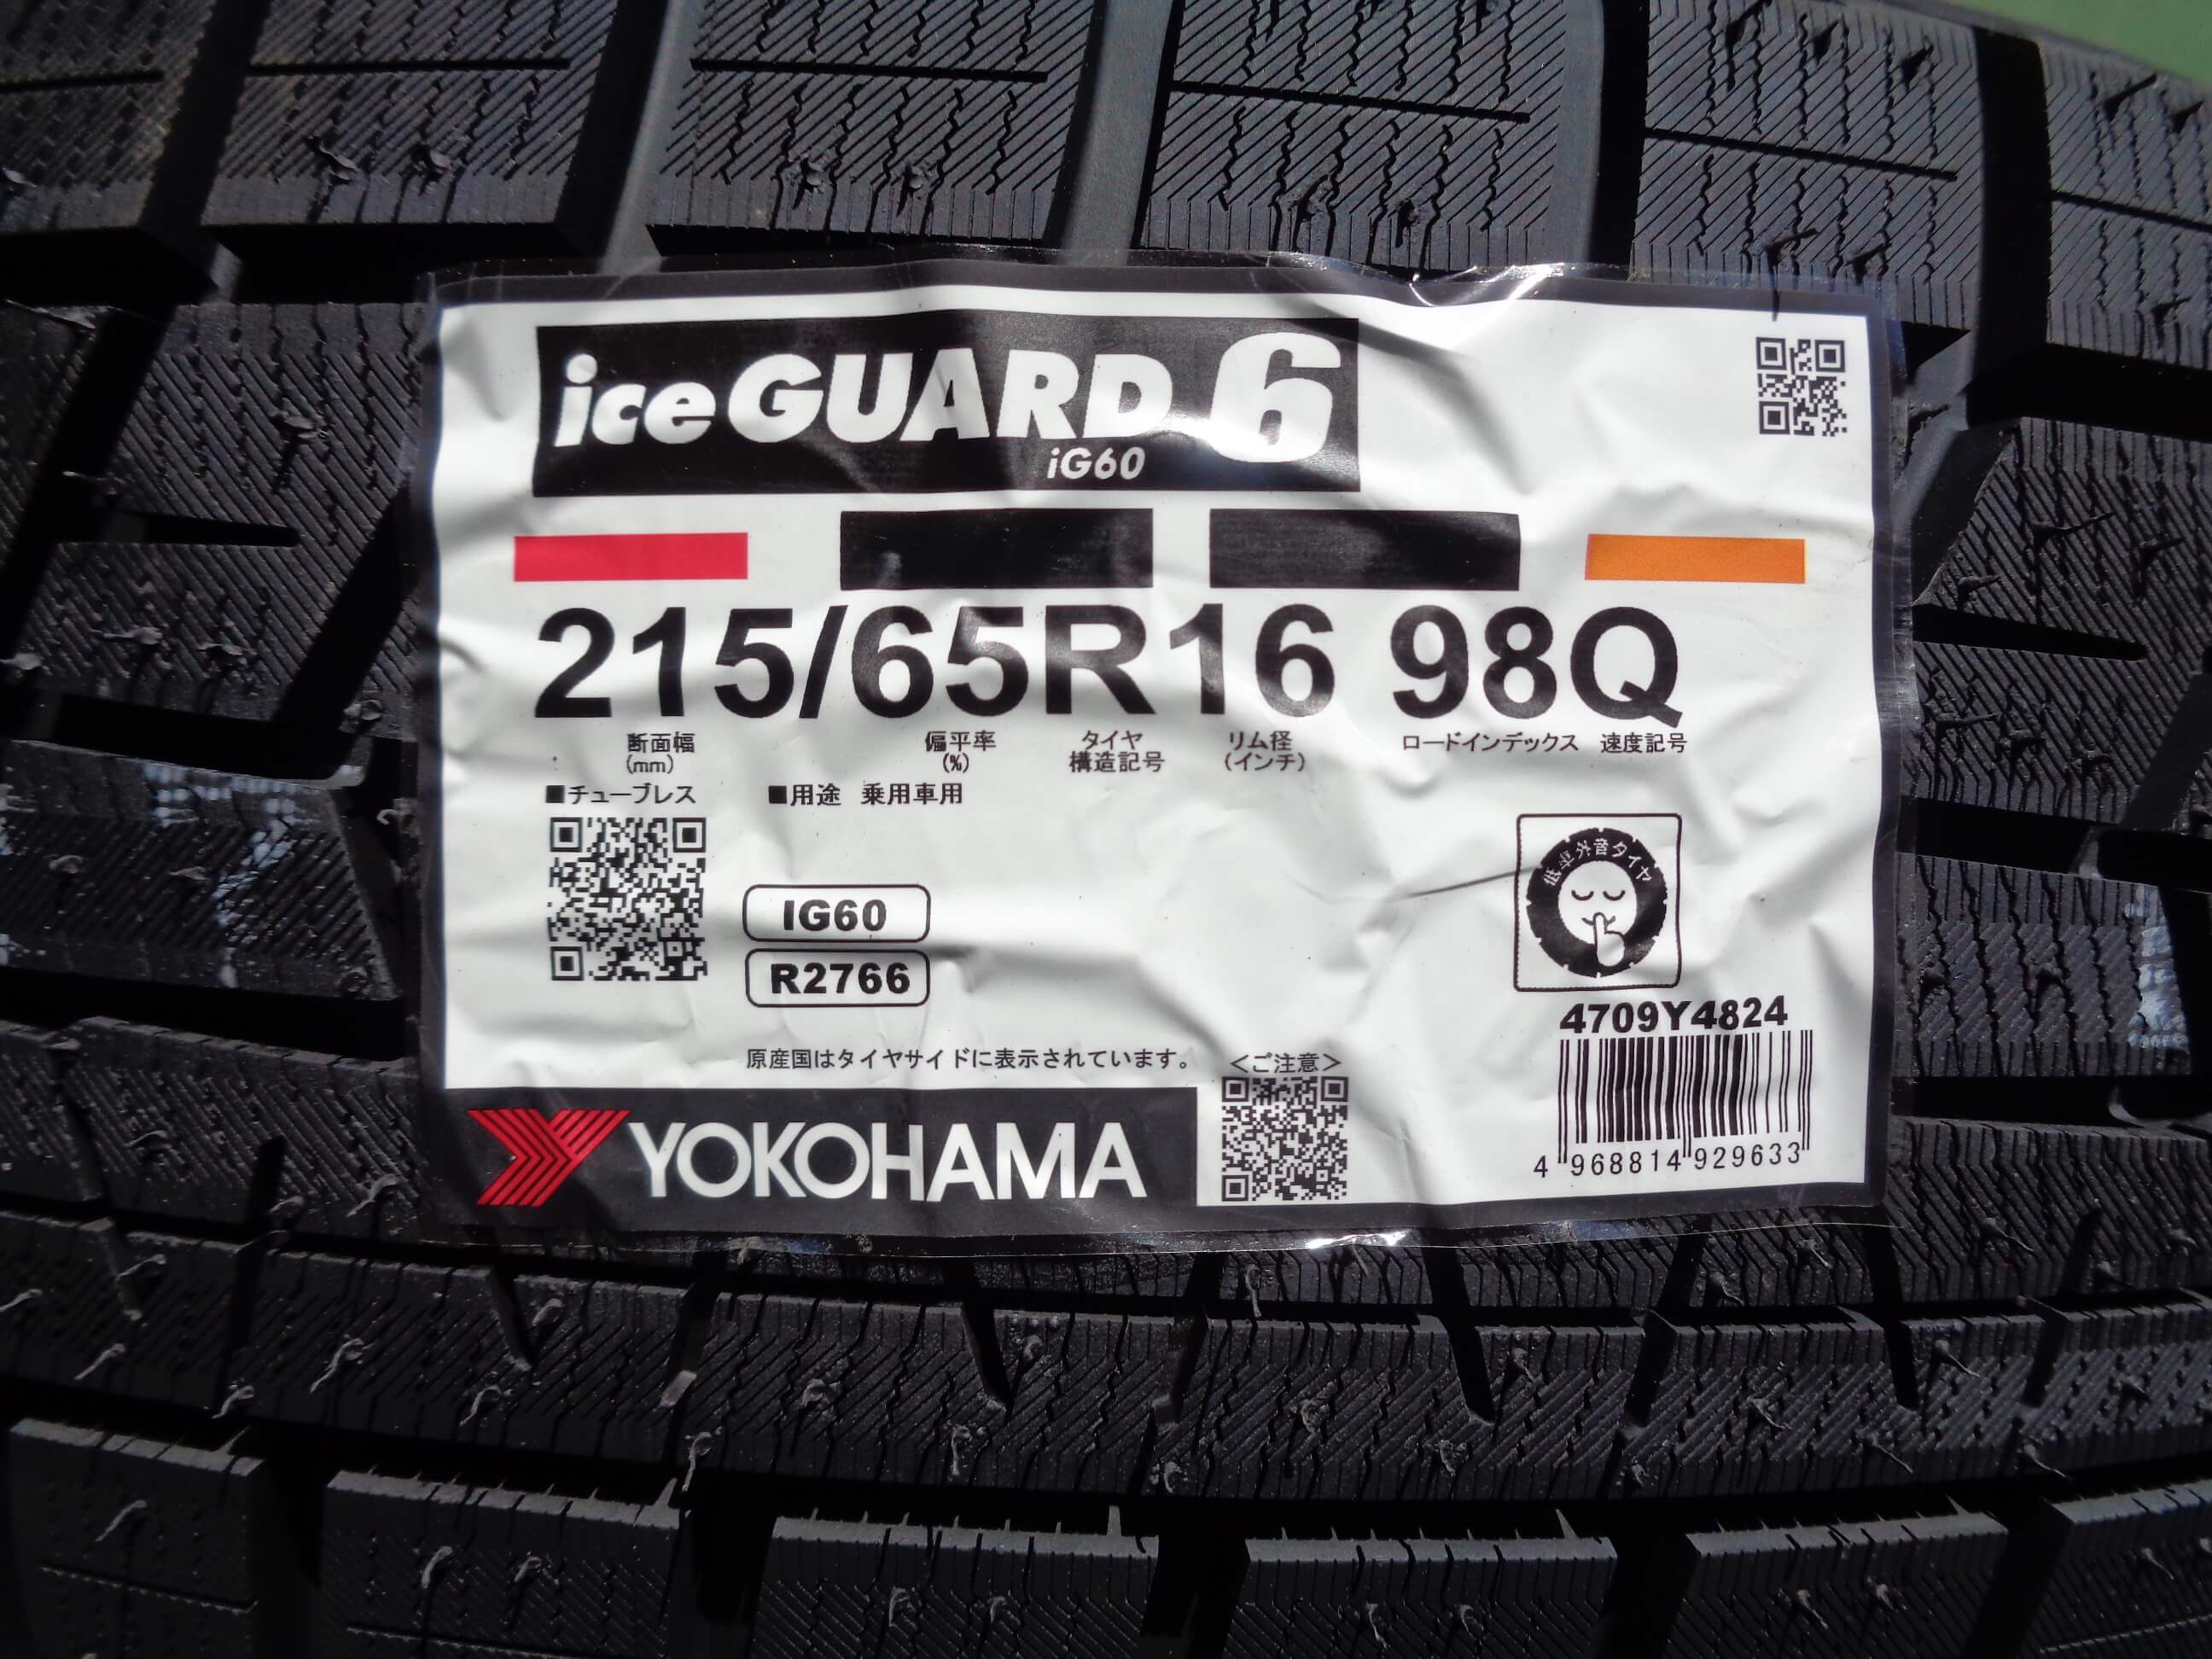 iceGUARD 6
iG60
215/65R16 98Q
断面幅 偏平率 タイヤ リム径 ロードインデックス 速度記号
(mm) (%) 構造記号 (インチ)
■チューブレス ■用途 乗用車用
低車外音タイヤ
IG60
R2766
4709Y4824
原産国はタイヤサイドに表示されています。 <ご注意>
YOKOHAMA
4 968814 929633